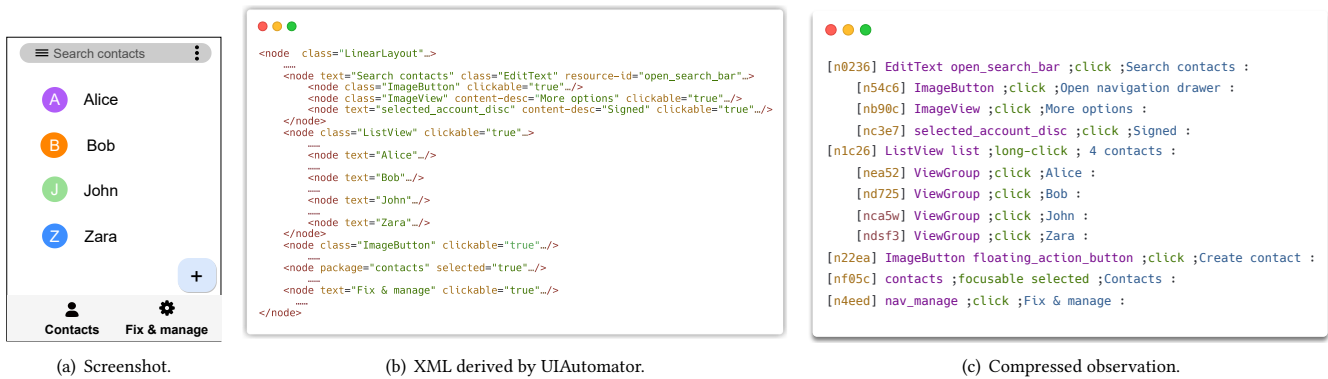 Search contacts
A Alice
B Bob
J John
Z Zara
+
Contacts Fix & manage
(a) Screenshot.
<node class="LinearLayout"…>
……
<node text="Search contacts" class="EditText" resource-id="open_search_bar"…>
<node class="ImageButton" clickable="true"…/>
<node class="ImageView" content-desc="More options" clickable="true"…/>
<node text="selected_account_disc" content-desc="Signed" clickable="true"…/>
</node>
<node class="ListView" clickable="true"…>
……
<node text="Alice"…/>
……
<node text="Bob"…/>
……
<node text="John"…/>
……
<node text="Zara"…/>
</node>
<node class="ImageButton" clickable="true"…/>
……
<node package="contacts" selected="true"…/>
……
<node text="Fix & manage" clickable="true"…/>
……
</node>
(b) XML derived by UIAutomator.
[n0236] EditText open_search_bar ;click ;Search contacts :
[n54c6] ImageButton ;click ;Open navigation drawer :
[nb90c] ImageView ;click ;More options :
[nc3e7] selected_account_disc ;click ;Signed :
[n1c26] ListView list ;long-click ; 4 contacts :
[nea52] ViewGroup ;click ;Alice :
[nd725] ViewGroup ;click ;Bob :
[nca5w] ViewGroup ;click ;John :
[ndsf3] ViewGroup ;click ;Zara :
[n22ea] ImageButton floating_action_button ;click ;Create contact :
[nf05c] contacts ;focusable selected ;Contacts :
[n4eed] nav_manage ;click ;Fix & manage :
(c) Compressed observation.